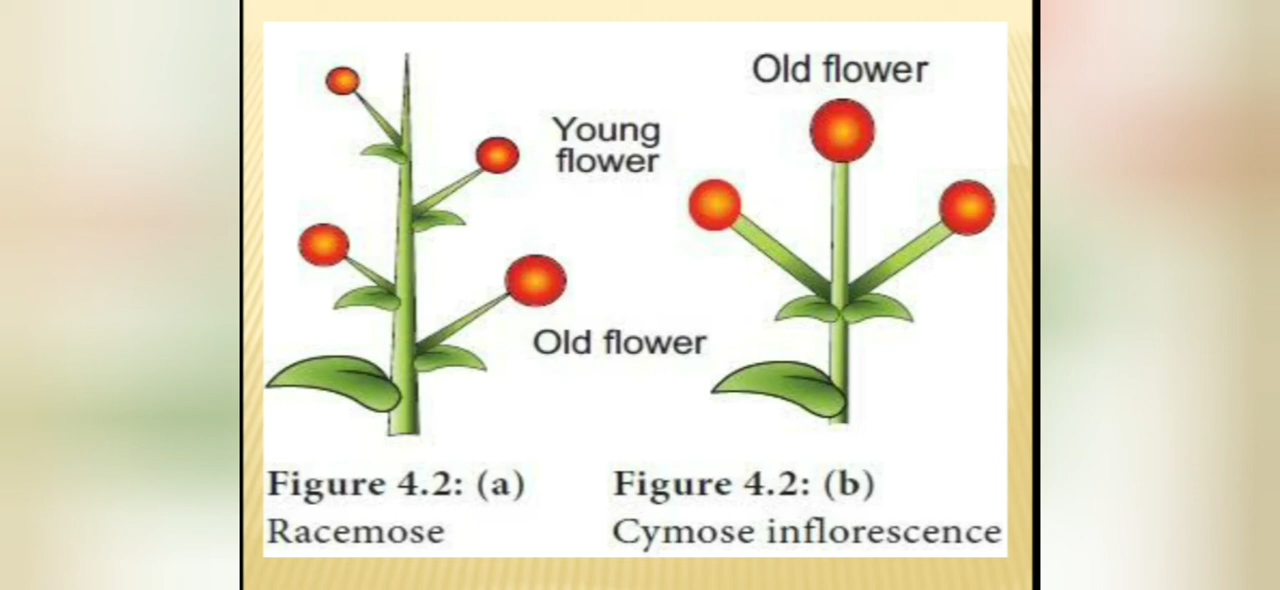 Old flower
Young
flower
Old flower
Figure 4.2: (a)
Racemose
Figure 4.2: (b)
Cymose inflorescence